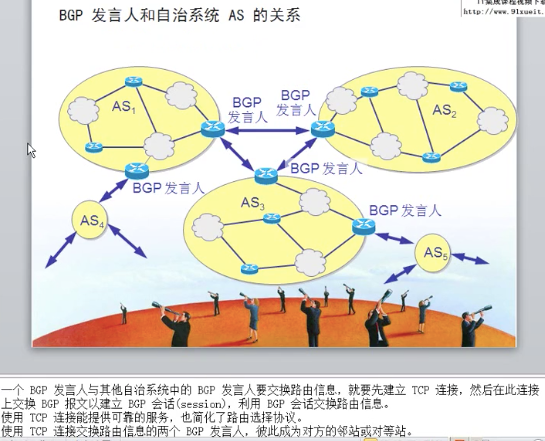 IT集成课程视频下载
http://www.91xueit.c
BGP 发言人和自治系统 AS 的关系
BGP
发言人
BGP
发言人
AS1
AS2
BGP 发言人
BGP 发言人
AS3
BGP 发言人
AS4
AS5
一个 BGP 发言人与其他自治系统中的 BGP 发言人要交换路由信息，就要先建立 TCP 连接，然后在此连接
上交换 BGP 报文以建立 BGP 会话(session)，利用 BGP 会话交换路由信息。
使用 TCP 连接能提供可靠的服务，也简化了路由选择协议。
使用 TCP 连接交换路由信息的两个 BGP 发言人，彼此成为对方的邻站或对等站。